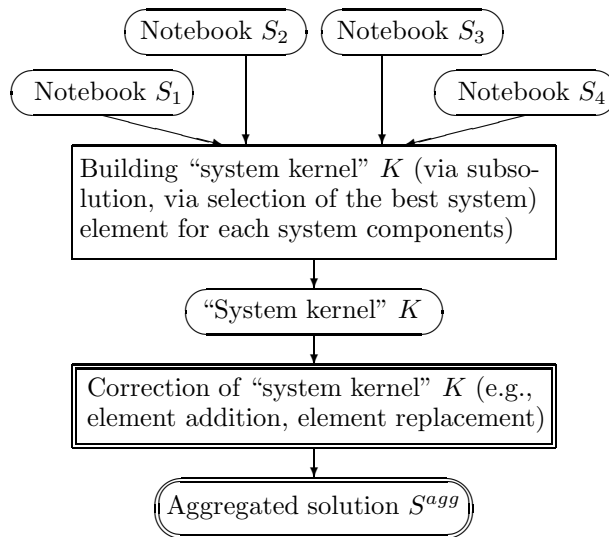 Notebook S₂
Notebook S₃
Notebook S₁
Notebook S₄
Building “system kernel” K (via subso-
lution, via selection of the best system)
element for each system components)
“System kernel” K
Correction of “system kernel” K (e.g.,
element addition, element replacement)
Aggregated solution Sᵃᵍᵍ